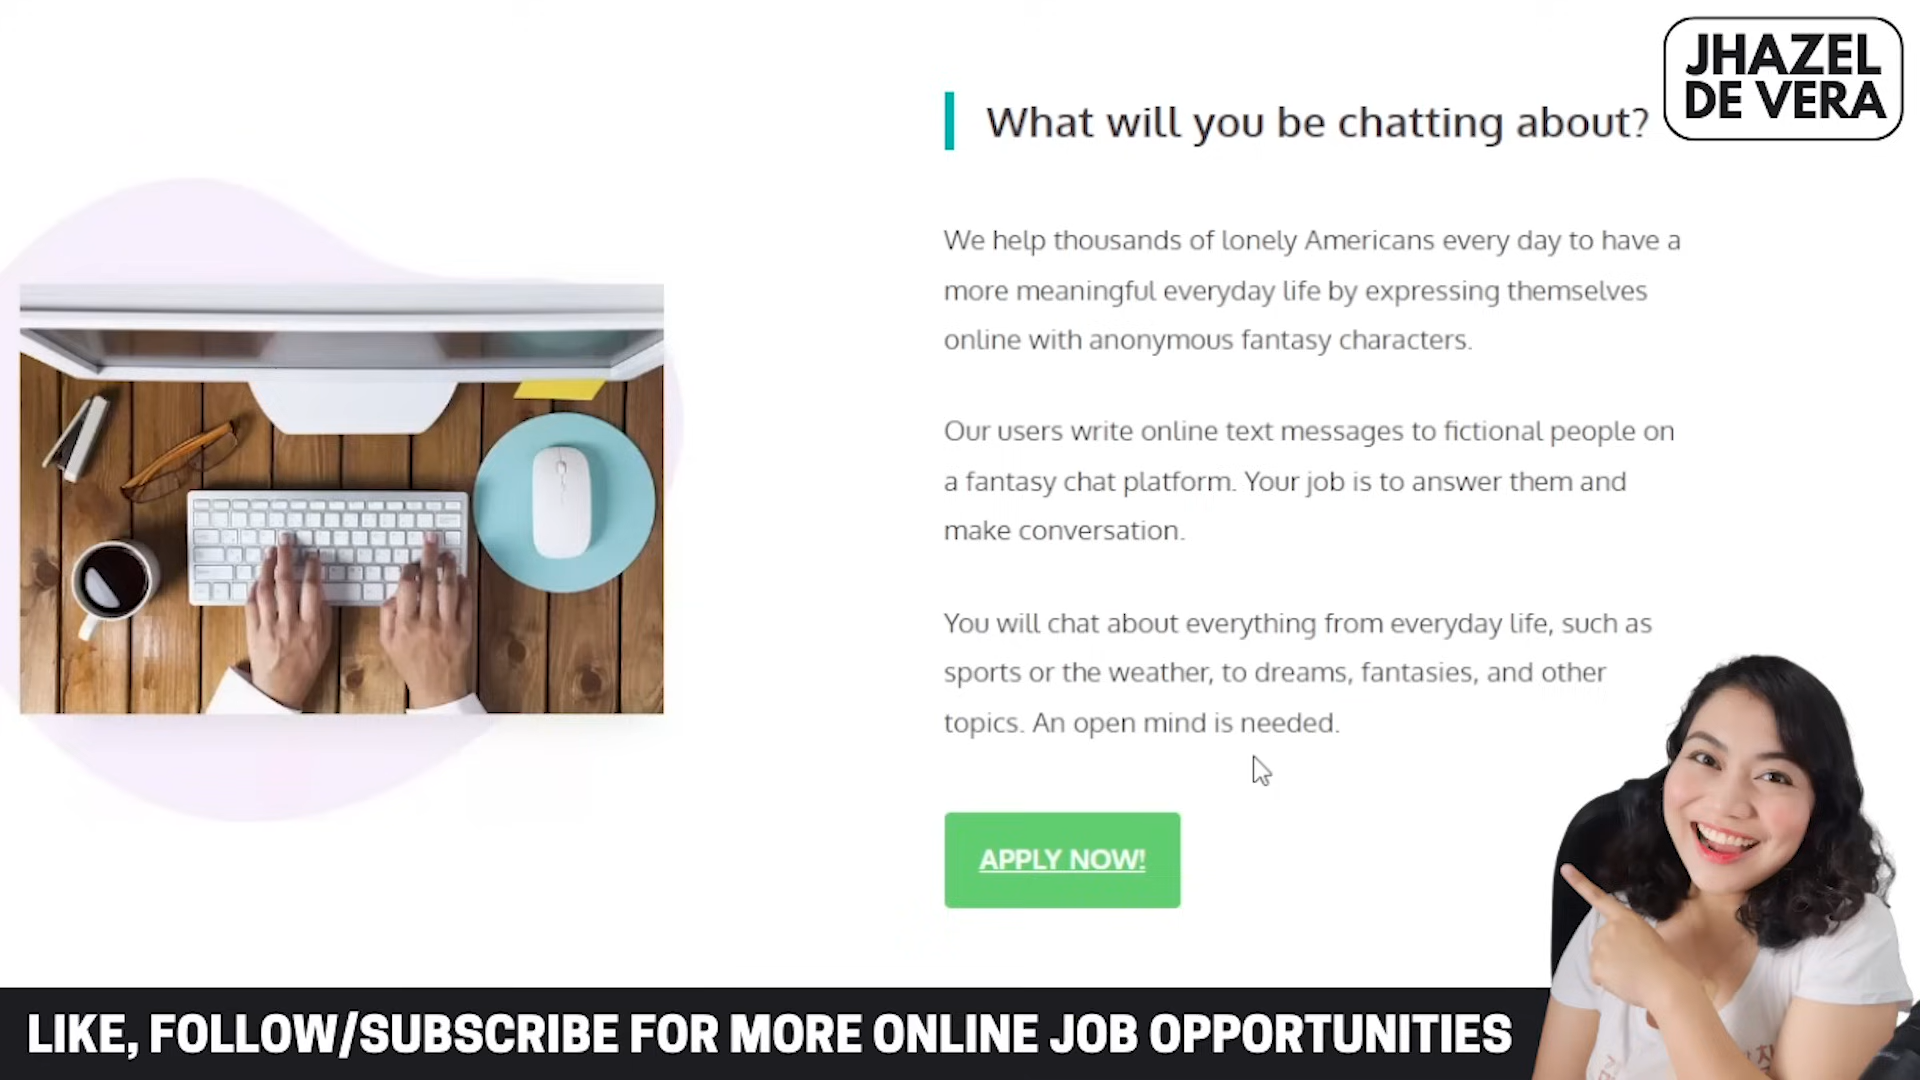 JHAZEL
DE VERA
What will you be chatting about?
We help thousands of lonely Americans every day to have a
more meaningful everyday life by expressing themselves
online with anonymous fantasy characters.
Our users write online text messages to fictional people on
a fantasy chat platform. Your job is to answer them and
make conversation.
You will chat about everything from everyday life, such as
sports or the weather, to dreams, fantasies, and other
topics. An open mind is needed.
APPLY NOW!
LIKE, FOLLOW/SUBSCRIBE FOR MORE ONLINE JOB OPPORTUNITIES